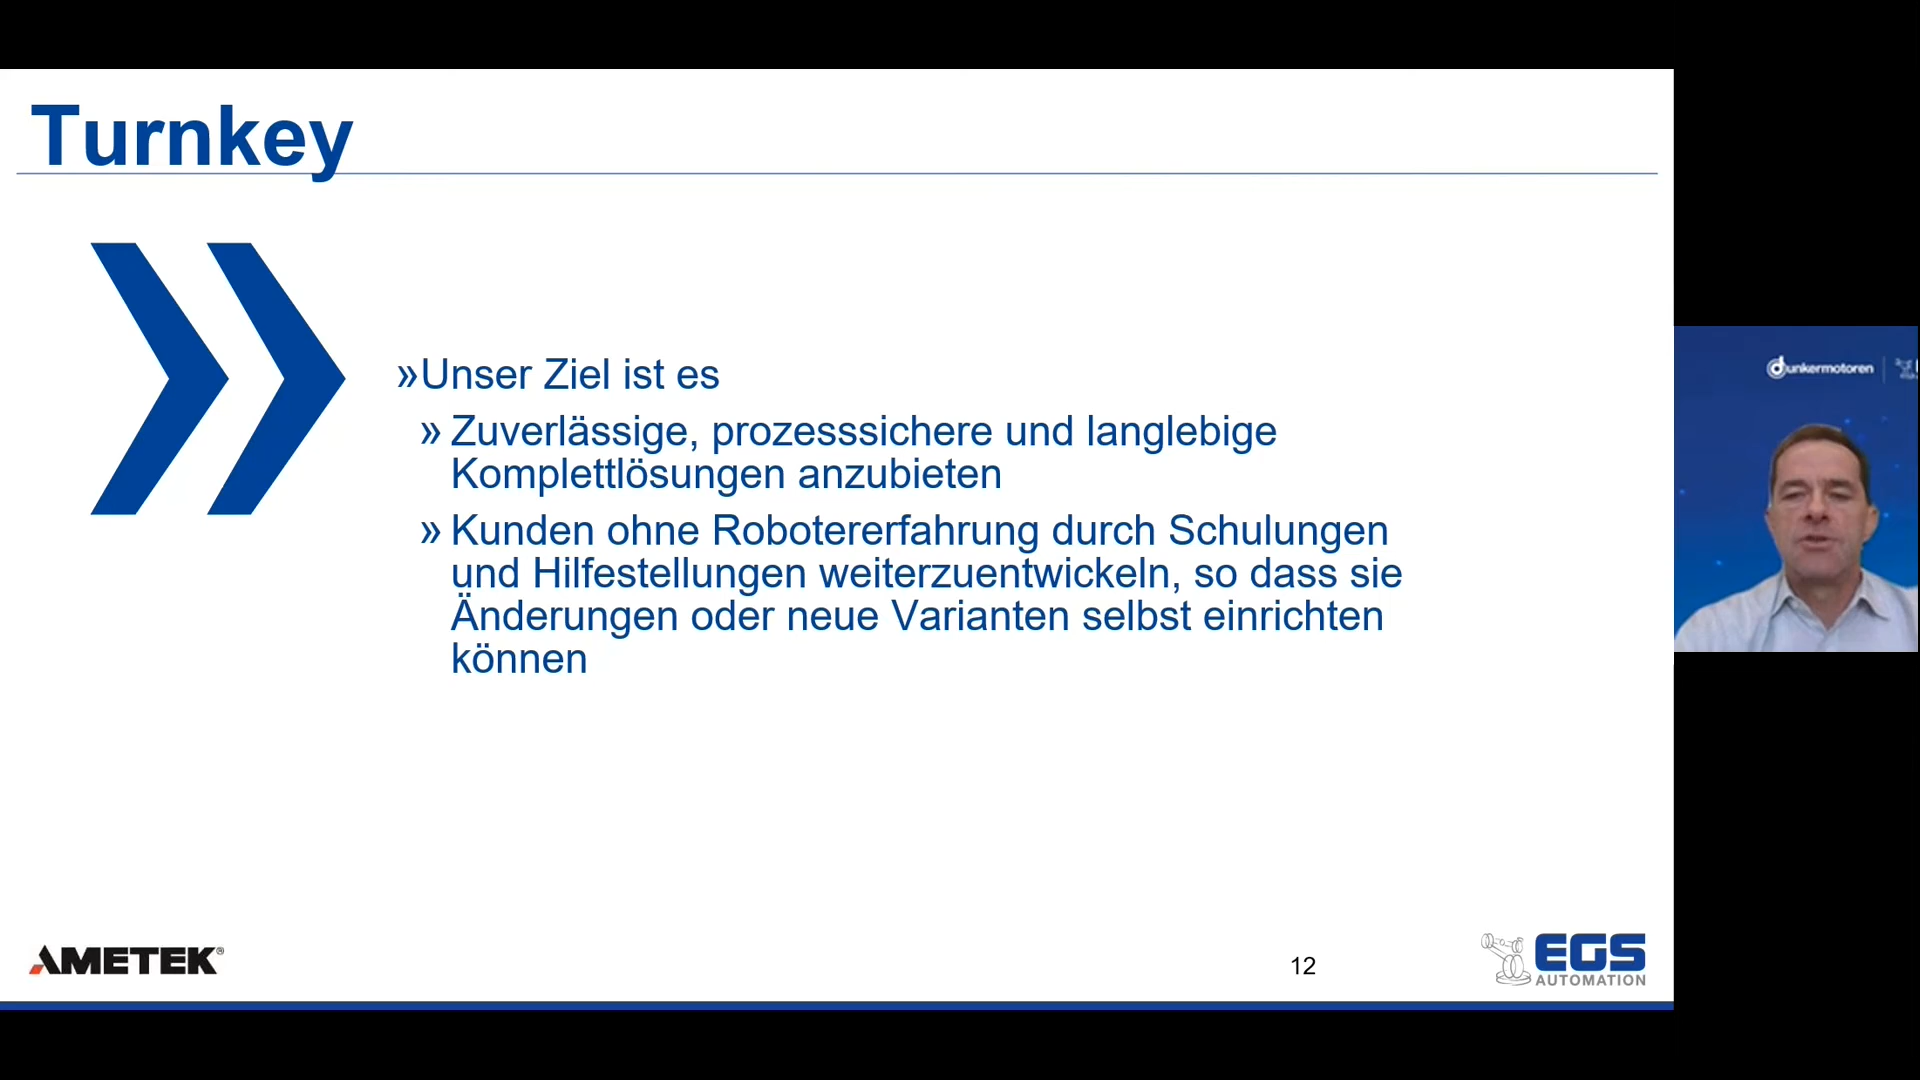 Turnkey
»Unser Ziel ist es
» Zuverlässige, prozesssichere und langlebige
Komplettlösungen anzubieten
» Kunden ohne Robotererfahrung durch Schulungen
und Hilfestellungen weiterzuentwickeln, so dass sie
Änderungen oder neue Varianten selbst einrichten
können
dunkermotoren
AMETEK®
12
EGS
AUTOMATION